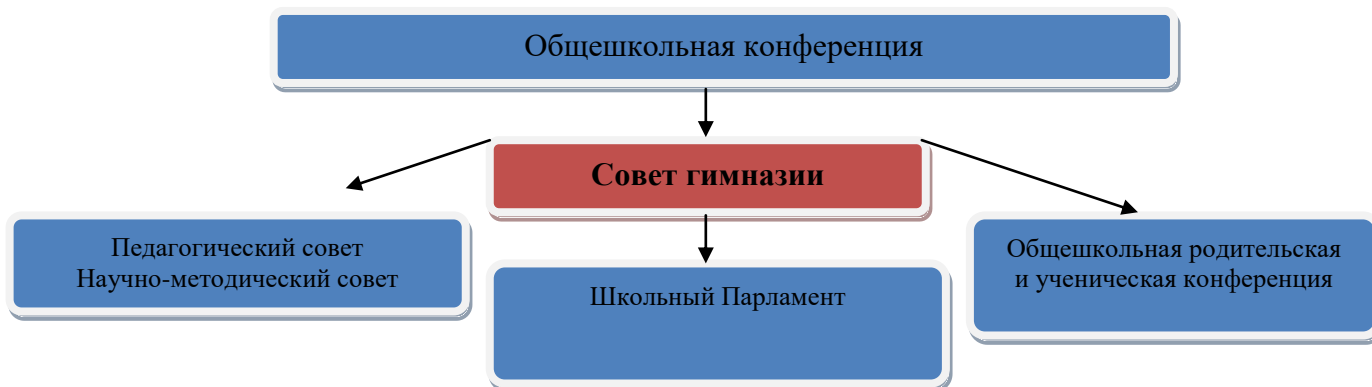 Общешкольная конференция
Совет гимназии
Педагогический совет
Научно-методический совет
Школьный Парламент
Общешкольная родительская
и ученическая конференция